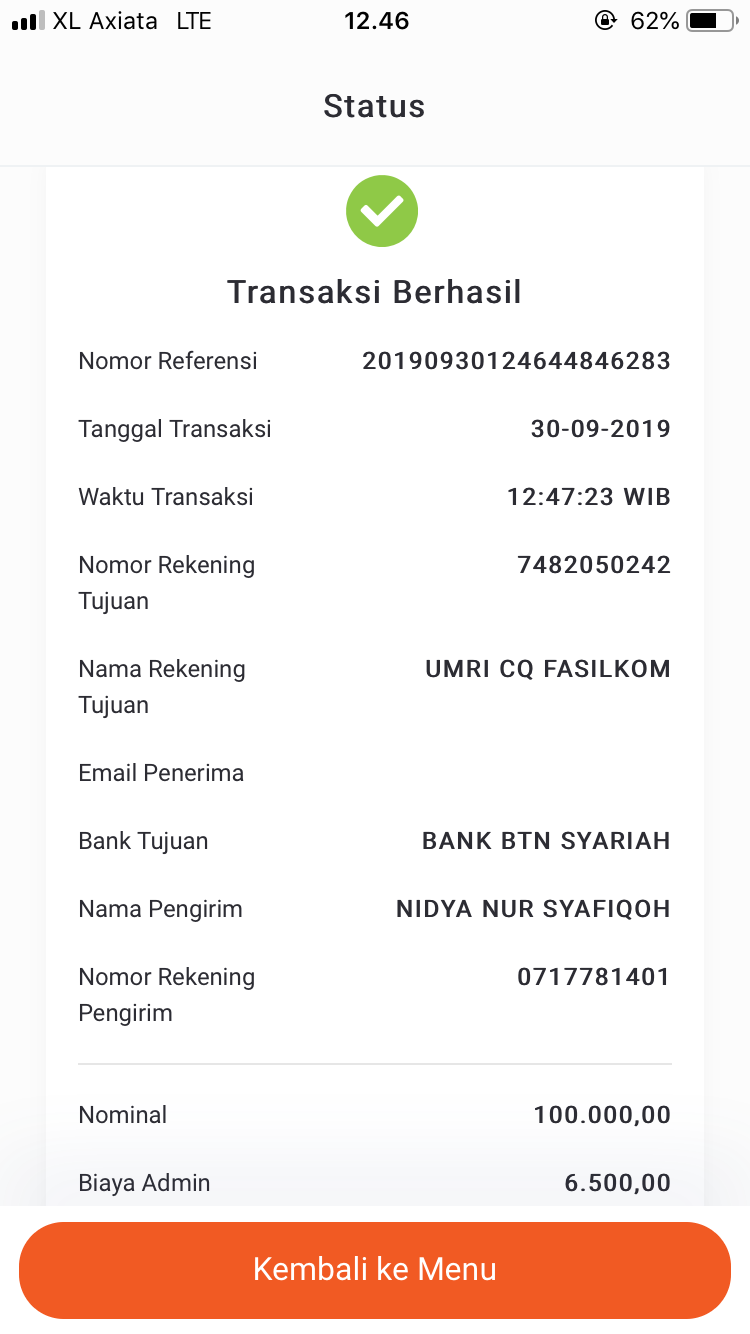 XL Axiata LTE 12.46 62%
Status
Transaksi Berhasil
Nomor Referensi 20190930124644846283
Tanggal Transaksi 30-09-2019
Waktu Transaksi 12:47:23 WIB
Nomor Rekening 7482050242
Tujuan
Nama Rekening UMRI CQ FASILKOM
Tujuan
Email Penerima
Bank Tujuan BANK BTN SYARIAH
Nama Pengirim NIDYA NUR SYAFIQOH
Nomor Rekening 0717781401
Pengirim
Nominal 100.000,00
Biaya Admin 6.500,00
Kembali ke Menu